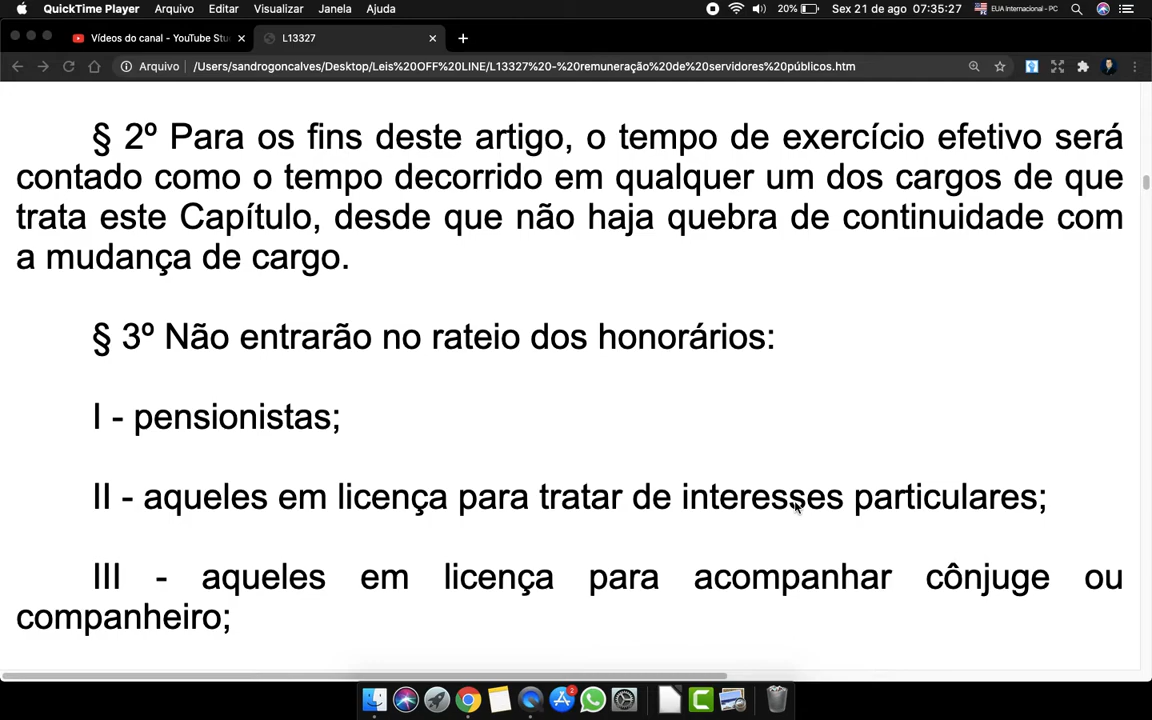 QuickTime Player Arquivo Editar Visualizar Janela Ajuda 20% Sex 21 de ago 07:35:27 EUA Internacional - PC
Vídeos do canal - YouTube Stu L13327
Arquivo /Users/sandrogoncalves/Desktop/Leis%20OFF%20LINE/L13327%20-%20remuneração%20de%20servidores%20públicos.htm
§ 2º Para os fins deste artigo, o tempo de exercício efetivo será
contado como o tempo decorrido em qualquer um dos cargos de que
trata este Capítulo, desde que não haja quebra de continuidade com
a mudança de cargo.
§ 3º Não entrarão no rateio dos honorários:
I - pensionistas;
II - aqueles em licença para tratar de interesses particulares;
III - aqueles em licença para acompanhar cônjuge ou
companheiro;
2